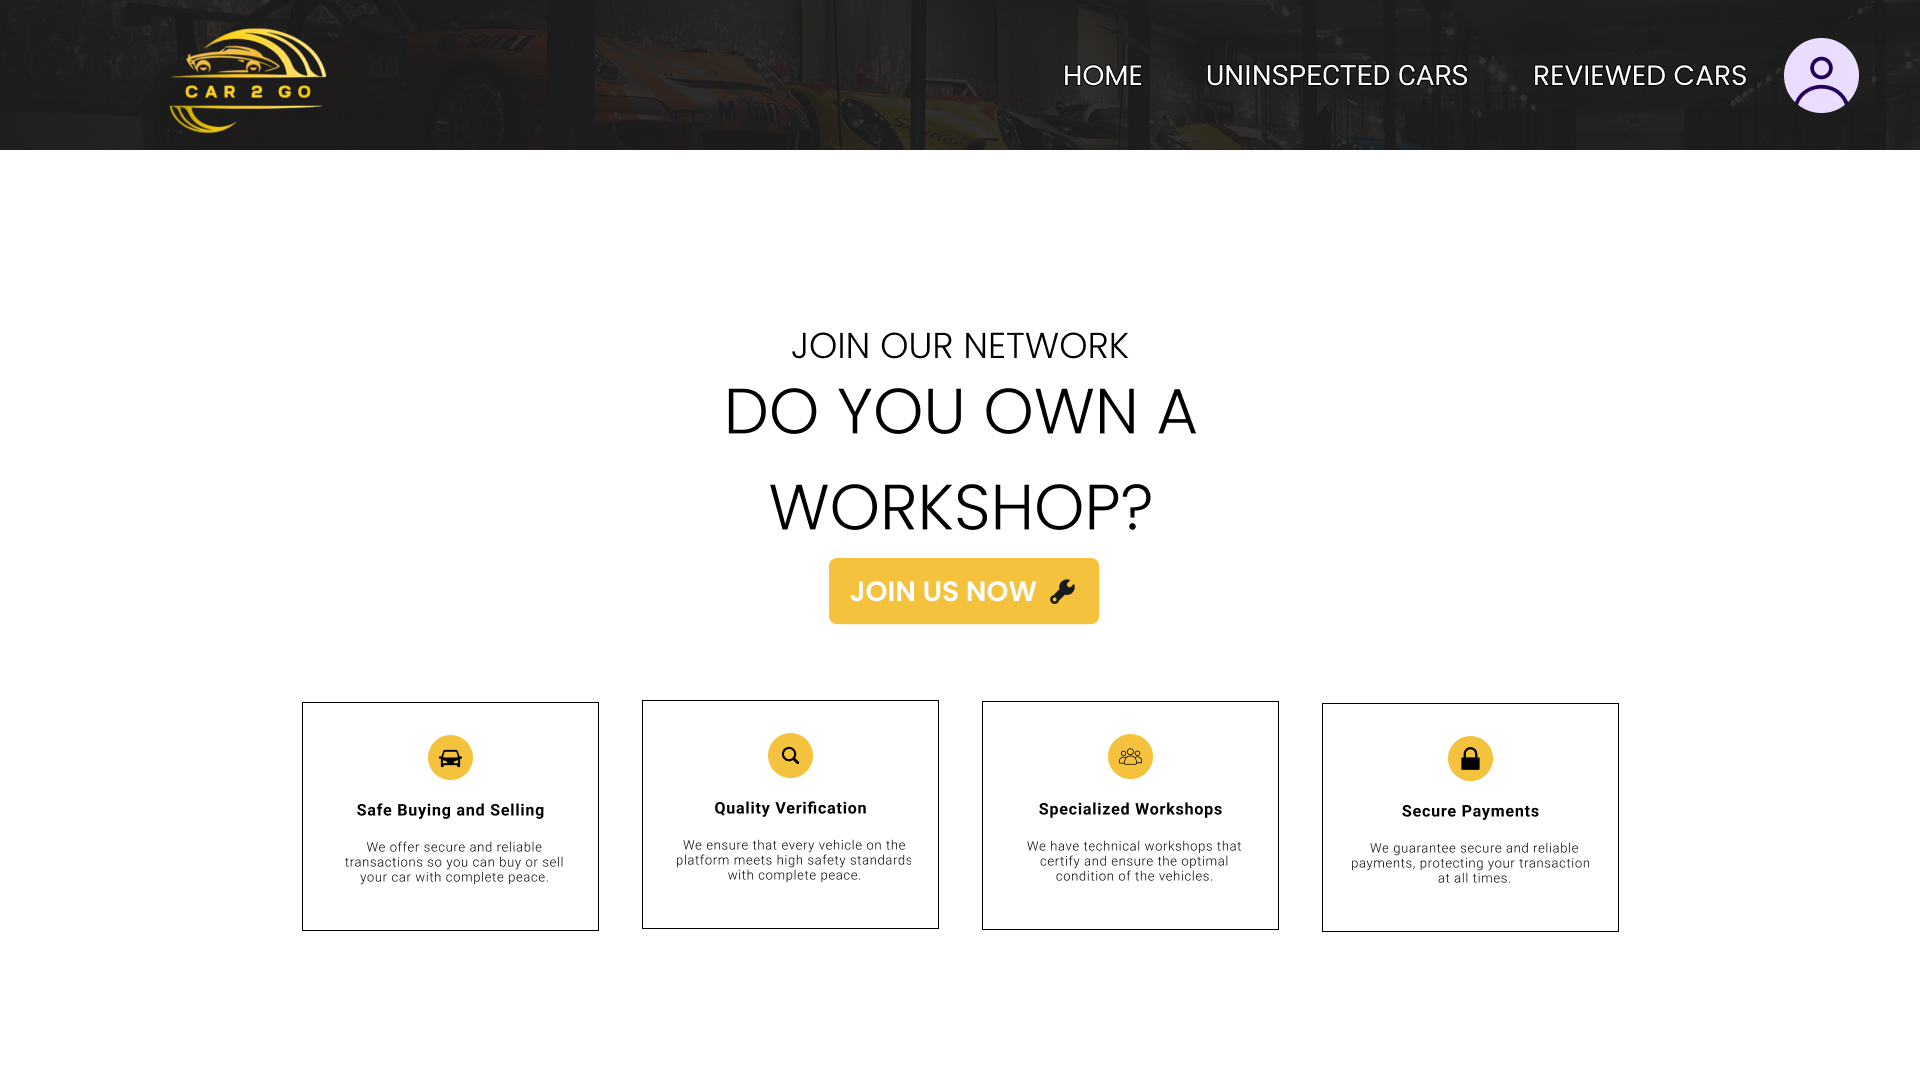 CAR 2 GO
HOME
UNINSPECTED CARS
REVIEWED CARS
JOIN OUR NETWORK
DO YOU OWN A
WORKSHOP?
JOIN US NOW
Safe Buying and Selling
We offer secure and reliable
transactions so you can buy or sell
your car with complete peace.
Quality Verification
We ensure that every vehicle on the
platform meets high safety standards
with complete peace.
Specialized Workshops
We have technical workshops that
certify and ensure the optimal
condition of the vehicles.
Secure Payments
We guarantee secure and reliable
payments, protecting your transaction
at all times.